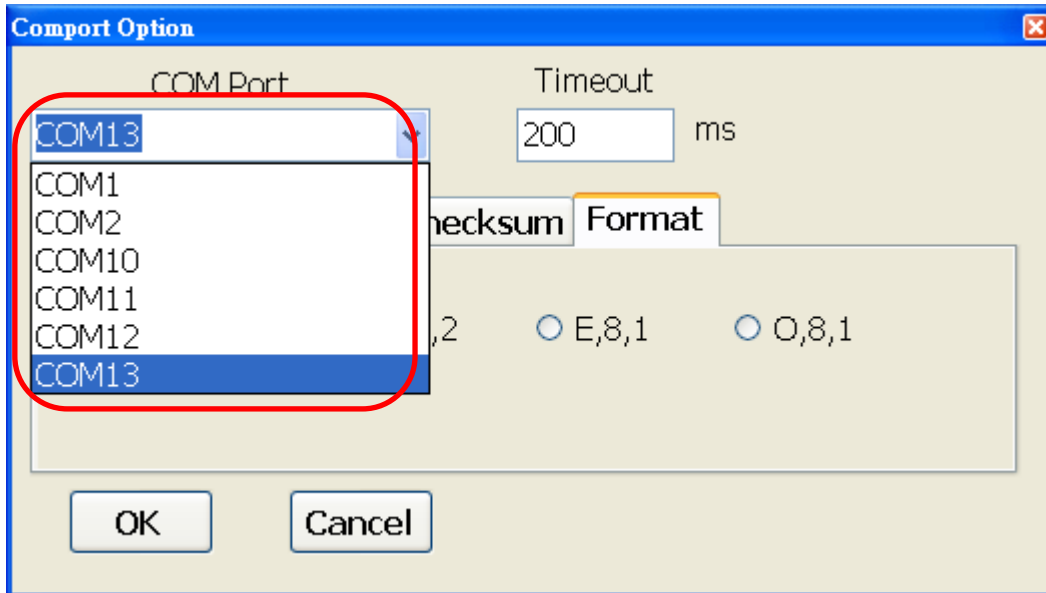 Comport Option
COM Port
Timeout
COM13
200
ms
COM1
COM2
COM10
COM11
COM12
COM13
hecksum
Format
,2
E,8,1
O,8,1
OK
Cancel